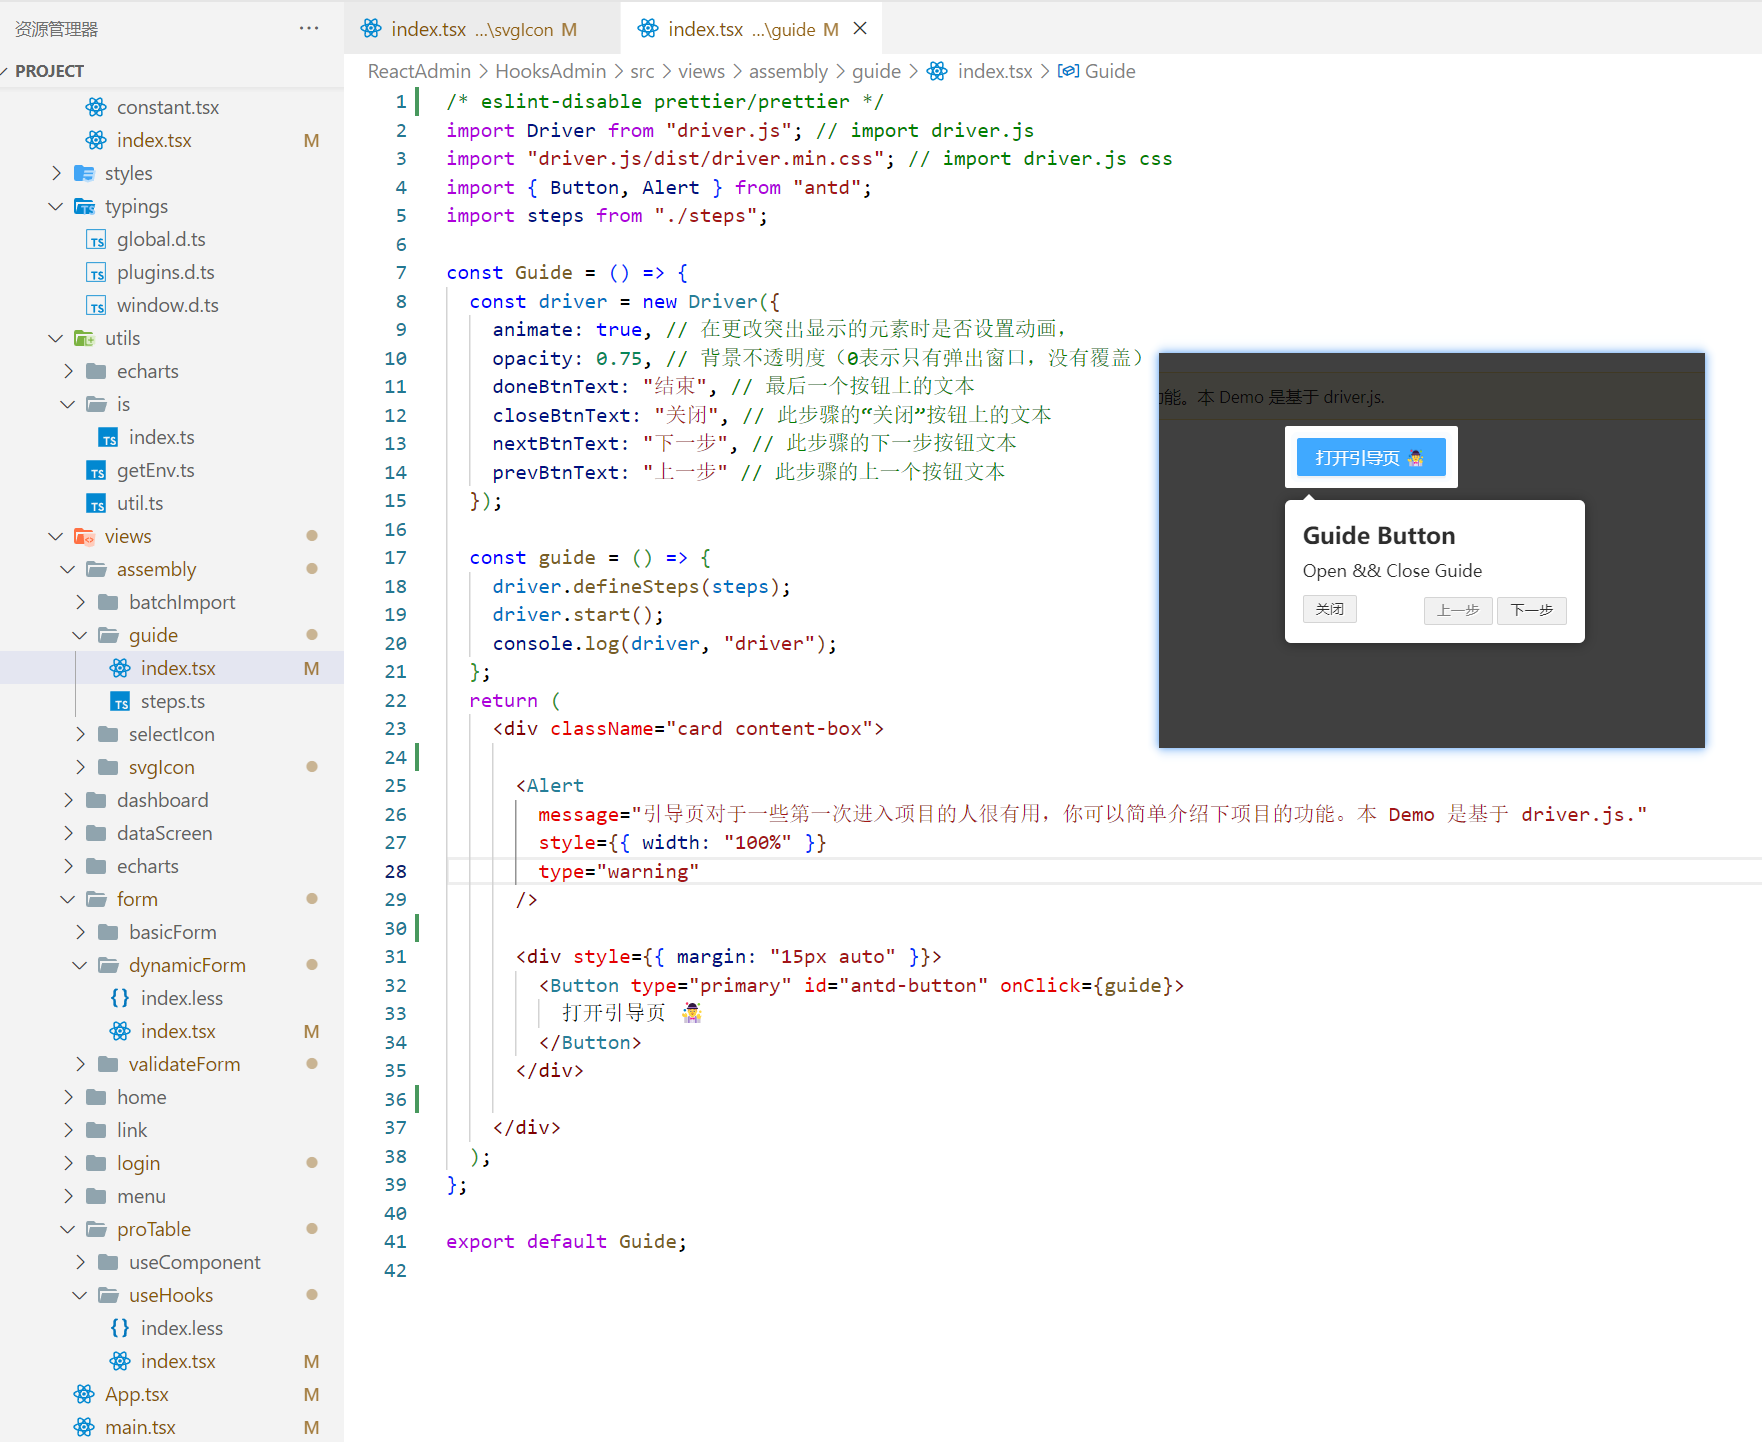 资源管理器
PROJECT
constant.tsx
index.tsx M
styles
typings
global.d.ts
plugins.d.ts
window.d.ts
utils
echarts
is
index.ts
getEnv.ts
util.ts
views
assembly
batchImport
guide
index.tsx M
steps.ts
selectIcon
svgIcon
dashboard
dataScreen
echarts
form
basicForm
dynamicForm
index.less
index.tsx M
validateForm
home
link
login
menu
proTable
useComponent
useHooks
index.less
index.tsx M
App.tsx M
main.tsx M
index.tsx ...\svgIcon M
index.tsx ...\guide M
ReactAdmin > HooksAdmin > src > views > assembly > guide > index.tsx > Guide
1 /* eslint-disable prettier/prettier */
2 import Driver from "driver.js"; // import driver.js
3 import "driver.js/dist/driver.min.css"; // import driver.js css
4 import { Button, Alert } from "antd";
5 import steps from "./steps";
6
7 const Guide = () => {
8 const driver = new Driver({
9 animate: true, // 在更改突出显示的元素时是否设置动画，
10 opacity: 0.75, // 背景不透明度（0表示只有弹出窗口，没有覆盖）
11 doneBtnText: "结束", // 最后一个按钮上的文本
12 closeBtnText: "关闭", // 此步骤的“关闭”按钮上的文本
13 nextBtnText: "下一步", // 此步骤的下一步按钮文本
14 prevBtnText: "上一步" // 此步骤的上一个按钮文本
15 });
16
17 const guide = () => {
18 driver.defineSteps(steps);
19 driver.start();
20 console.log(driver, "driver");
21 };
22 return (
23 <div className="card content-box">
24
25 <Alert
26 message="引导页对于一些第一次进入项目的人很有用，你可以简单介绍下项目的功能。本 Demo 是基于 driver.js."
27 style={{ width: "100%" }}
28 type="warning"
29 />
30
31 <div style={{ margin: "15px auto" }}>
32 <Button type="primary" id="antd-button" onClick={guide}>
33 打开引导页 🤹‍♀️
34 </Button>
35 </div>
36
37 </div>
38 );
39 };
40
41 export default Guide;
42
能。本 Demo 是基于 driver.js.
打开引导页
Guide Button
Open && Close Guide
关闭 上一步 下一步